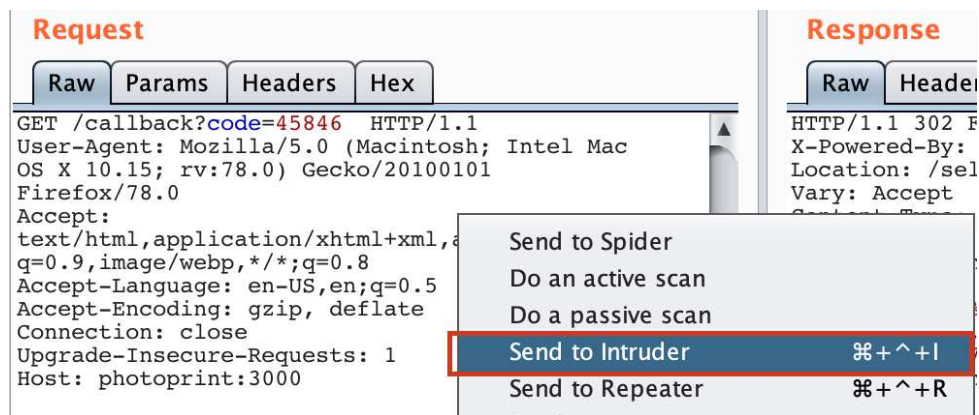 Request
Response
Raw Params Headers Hex
Raw
GET /callback?code=45846 HTTP/1.1
User-Agent: Mozilla/5.0 (Macintosh; Intel Mac
OS X 10.15; rv:78.0) Gecko/20100101
Firefox/78.0
Accept:
text/html,application/xhtml+xml,
q=0.9,image/webp,*/*;q=0.8
Accept-Language: en-US,en;q=0.5
Accept-Encoding: gzip, deflate
Connection: close
Upgrade-Insecure-Requests: 1
Host: photoprint:3000
HTTP/1.1 302
X-Powered-By:
Location: /sel
Vary: Accept
Send to Spider
Do an active scan
Do a passive scan
Send to Intruder ⌘+^+I
Send to Repeater ⌘+^+R